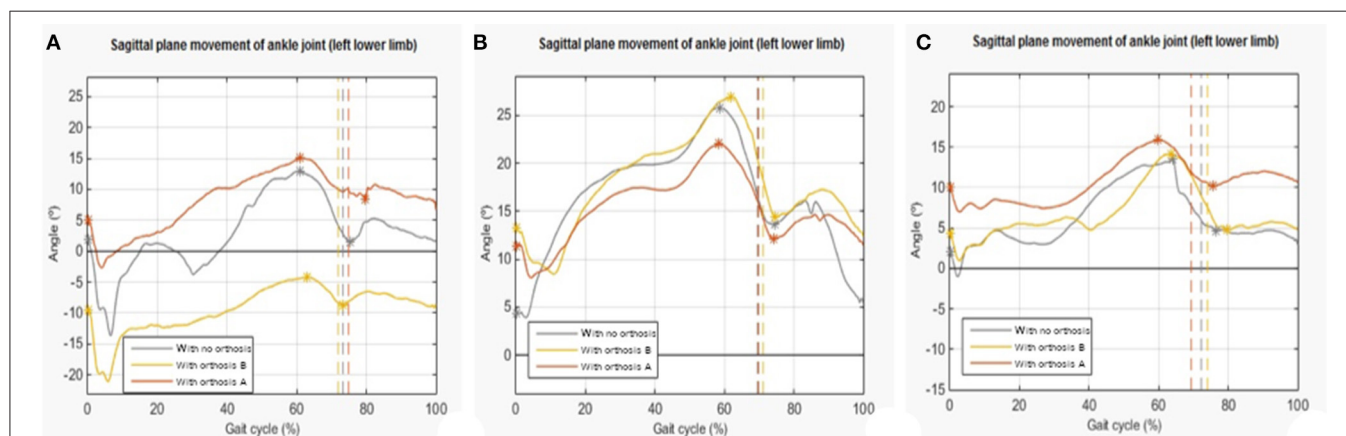 A
Sagittal plane movement of ankle joint (left lower limb)
25
20
15
10
5
0
-5
-10
-15
-20
Angle (º)
With no orthosis
With orthosis B
With orthosis A
0
20
40
60
80
100
Gait cycle (%)
B
Sagittal plane movement of ankle joint (left lower limb)
25
20
15
10
5
0
Angle (º)
With no orthosis
With orthosis B
With orthosis A
0
20
40
60
80
100
Gait cycle (%)
C
Sagittal plane movement of ankle joint (left lower limb)
20
15
10
5
0
-5
-10
-15
Angle (º)
With no orthosis
With orthosis B
With orthosis A
0
20
40
60
80
100
Gait cycle (%)